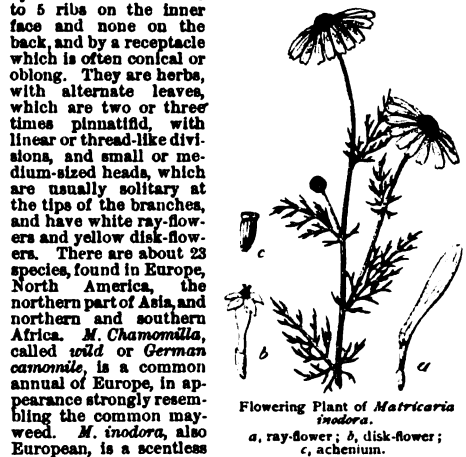 to 5 ribs on the inner
face and none on the
back, and by a receptacle
which is often conical or
oblong. They are herbs,
with alternate leaves,
which are two or three
times pinnatifid, with
linear or thread-like divi-
sions, and small or me-
dium-sized heads, which
are usually solitary at
the tips of the branches,
and have white ray-flow-
ers and yellow disk-flow-
ers. There are about 23
species, found in Europe,
North America, the
northern part of Asia, and
northern and southern
Africa. M. Chamomilla,
called wild or German
camomile, is a common
annual of Europe, in ap-
pearance strongly resem-
bling the common may-
weed. M. inodora, also
European, is a scentless
c
b
a
Flowering Plant of Matricaria
inodora.
a, ray-flower; b, disk-flower;
c, achenium.